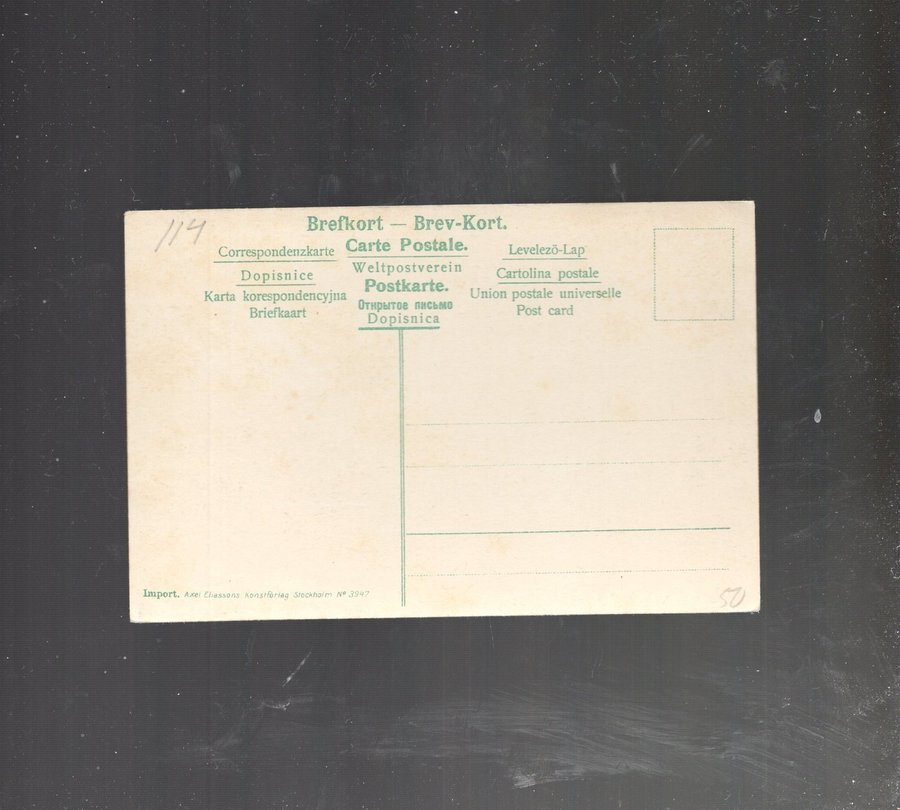 114
Brefkort — Brev-Kort.
Carte Postale.
Correspondenzkarte
Dopisnice
Karta korespondencyjna
Briefkaart
Weltpostverein
Postkarte.
Открытое письмо
Dopisnica
Levelezö-Lap
Cartolina postale
Union postale universelle
Post card
Import. Axel Eliassons Konstförlag Stockholm Nº 3947
50